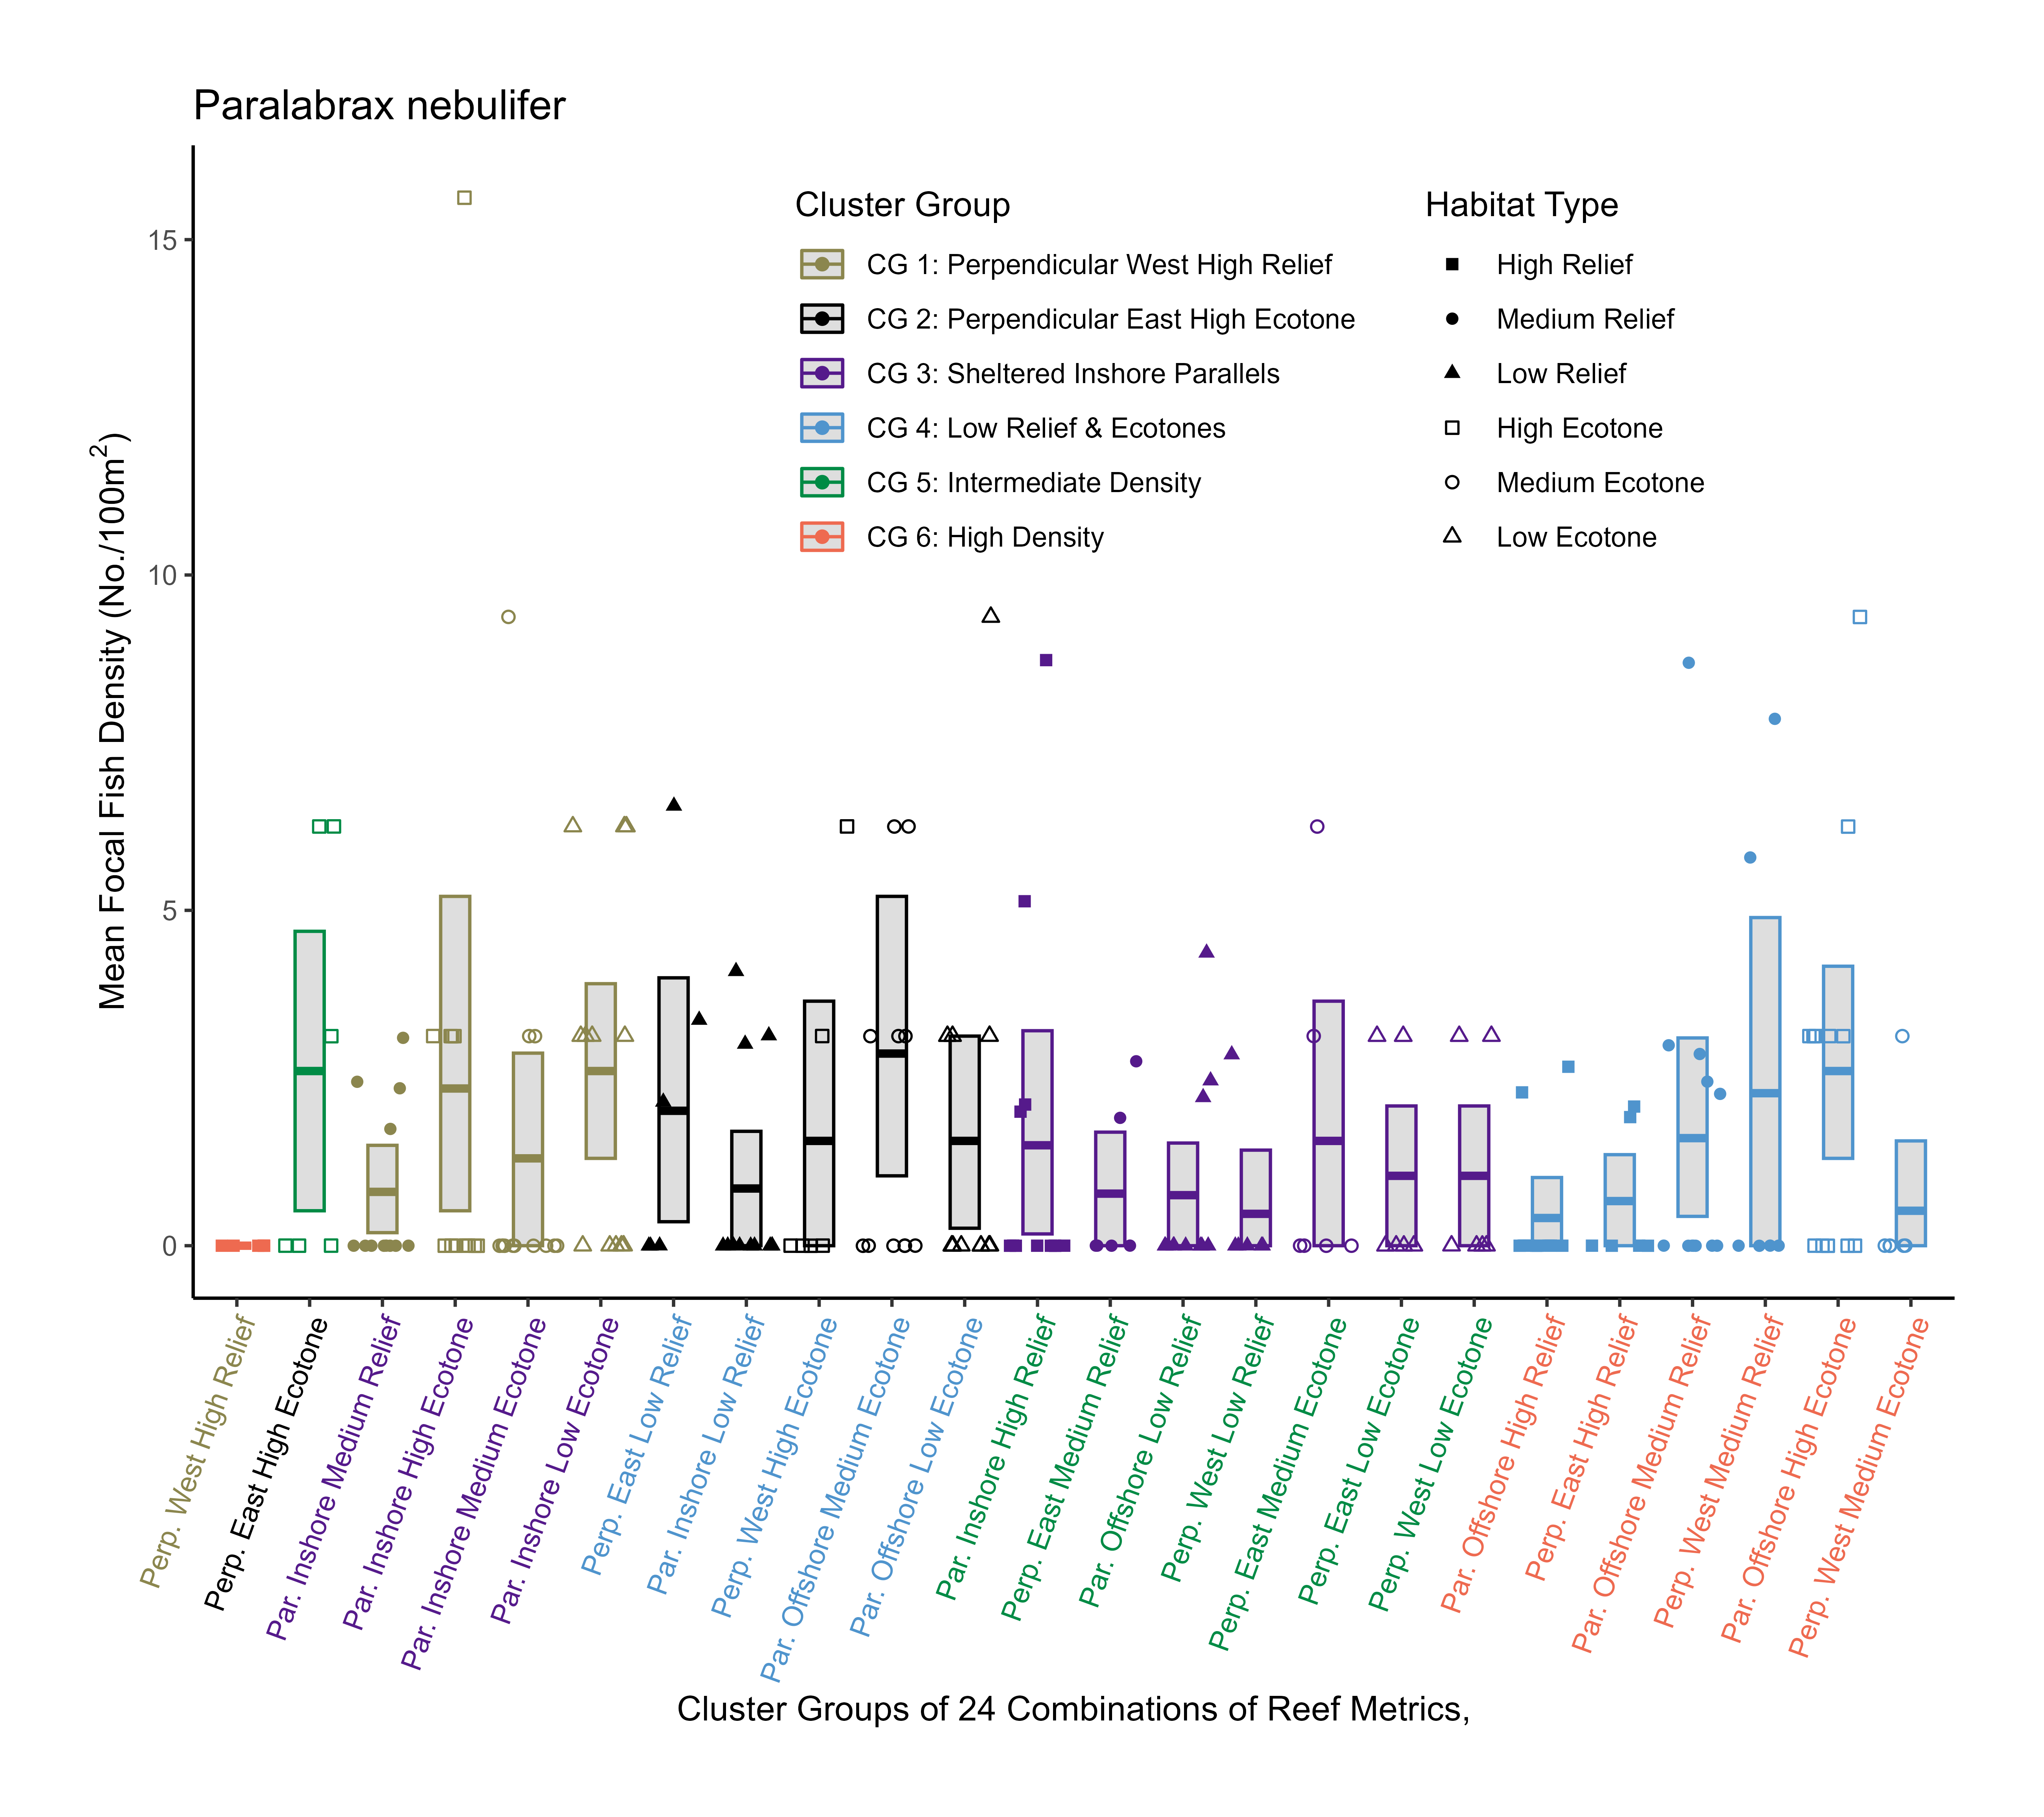 Paralabrax nebulifer
Mean Focal Fish Density (No./100m²)
15
10
5
0
Cluster Group
CG 1: Perpendicular West High Relief
CG 2: Perpendicular East High Ecotone
CG 3: Sheltered Inshore Parallels
CG 4: Low Relief & Ecotones
CG 5: Intermediate Density
CG 6: High Density
Habitat Type
High Relief
Medium Relief
Low Relief
High Ecotone
Medium Ecotone
Low Ecotone
Perp. West High Relief
Perp. East High Ecotone
Par. Inshore Medium Relief
Par. Inshore High Ecotone
Par. Inshore Medium Ecotone
Par. Inshore Low Ecotone
Perp. East Low Relief
Par. Inshore Low Relief
Perp. West High Ecotone
Par. Offshore Medium Ecotone
Par. Offshore Low Ecotone
Par. Inshore High Relief
Perp. East Medium Relief
Par. Offshore Low Relief
Perp. West Low Relief
Perp. East Medium Ecotone
Perp. East Low Ecotone
Perp. West Low Ecotone
Par. Offshore High Relief
Perp. East High Relief
Par. Offshore Medium Relief
Perp. West Medium Relief
Par. Offshore High Ecotone
Perp. West Medium Ecotone
Cluster Groups of 24 Combinations of Reef Metrics,